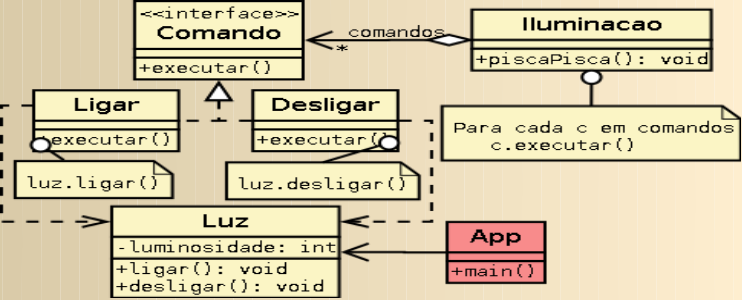 <<interface>>
Comando
+executar()
comandos
*
Iluminacao
+piscaPisca(): void
Ligar
+executar()
Desligar
+executar()
Para cada c em comandos
c.executar()
luz.ligar()
luz.desligar()
Luz
-luminosidade: int
+ligar(): void
+desligar(): void
App
+main()